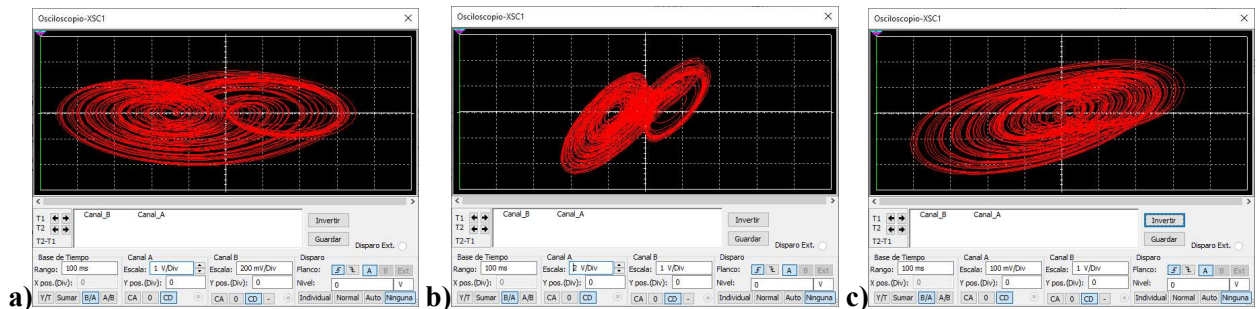 Osciloscopio-XSC1
T1
T2
T2-T1
Canal_B Canal_A
Invertir
Guardar
Disparo Ext.
Base de Tiempo
Rango: 100 ms
X pos.(Div): 0
Y/T Sumar B/A A/B
Canal A
Escala: 1 V/Div
Y pos.(Div): 0
CA 0 CD
Canal B
Escala: 200 mV/Div
Y pos.(Div): 0
CA 0 CD -
Disparo
Flanco: A B Ext
Nivel: 0 V
Individual Normal Auto Ninguna
a)
Osciloscopio-XSC1
T1
T2
T2-T1
Canal_B Canal_A
Invertir
Guardar
Disparo Ext.
Base de Tiempo
Rango: 100 ms
X pos.(Div): 0
Y/T Sumar B/A A/B
Canal A
Escala: 2 V/Div
Y pos.(Div): 0
CA 0 CD
Canal B
Escala: 1 V/Div
Y pos.(Div): 0
CA 0 CD -
Disparo
Flanco: A B Ext
Nivel: 0 V
Individual Normal Auto Ninguna
b)
Osciloscopio-XSC1
T1
T2
T2-T1
Canal_B Canal_A
Invertir
Guardar
Disparo Ext.
Base de Tiempo
Rango: 100 ms
X pos.(Div): 0
Y/T Sumar B/A A/B
Canal A
Escala: 100 mV/Div
Y pos.(Div): 0
CA 0 CD
Canal B
Escala: 1 V/Div
Y pos.(Div): 0
CA 0 CD -
Disparo
Flanco: A B Ext
Nivel: 0 V
Individual Normal Auto Ninguna
c)